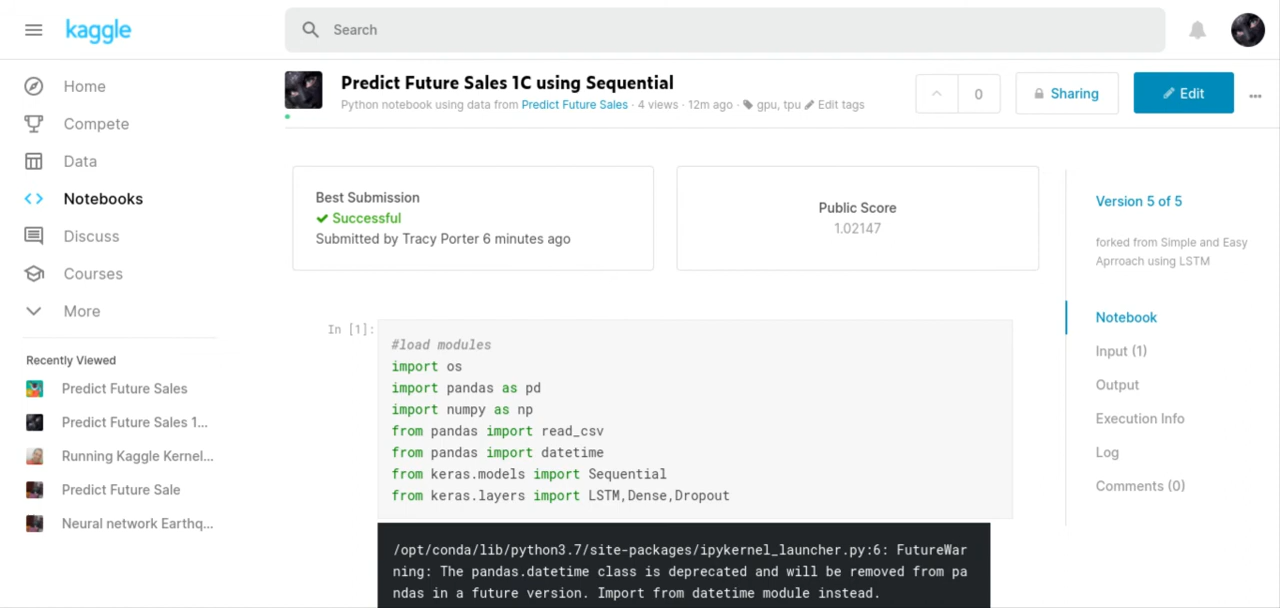 kaggle
Search
Home
Compete
Data
Notebooks
Discuss
Courses
More
Recently Viewed
Predict Future Sales
Predict Future Sales 1...
Running Kaggle Kernel...
Predict Future Sale
Neural network Earthq...
Predict Future Sales 1C using Sequential
Python notebook using data from Predict Future Sales · 4 views · 12m ago · gpu, tpu Edit tags
0
Sharing
Edit
...
Best Submission
Successful
Submitted by Tracy Porter 6 minutes ago
Public Score
1.02147
In [1]:
#load modules
import os
import pandas as pd
import numpy as np
from pandas import read_csv
from pandas import datetime
from keras.models import Sequential
from keras.layers import LSTM,Dense,Dropout
/opt/conda/lib/python3.7/site-packages/ipykernel_launcher.py:6: FutureWar
ning: The pandas.datetime class is deprecated and will be removed from pa
ndas in a future version. Import from datetime module instead.
Version 5 of 5
forked from Simple and Easy
Aprroach using LSTM
Notebook
Input (1)
Output
Execution Info
Log
Comments (0)